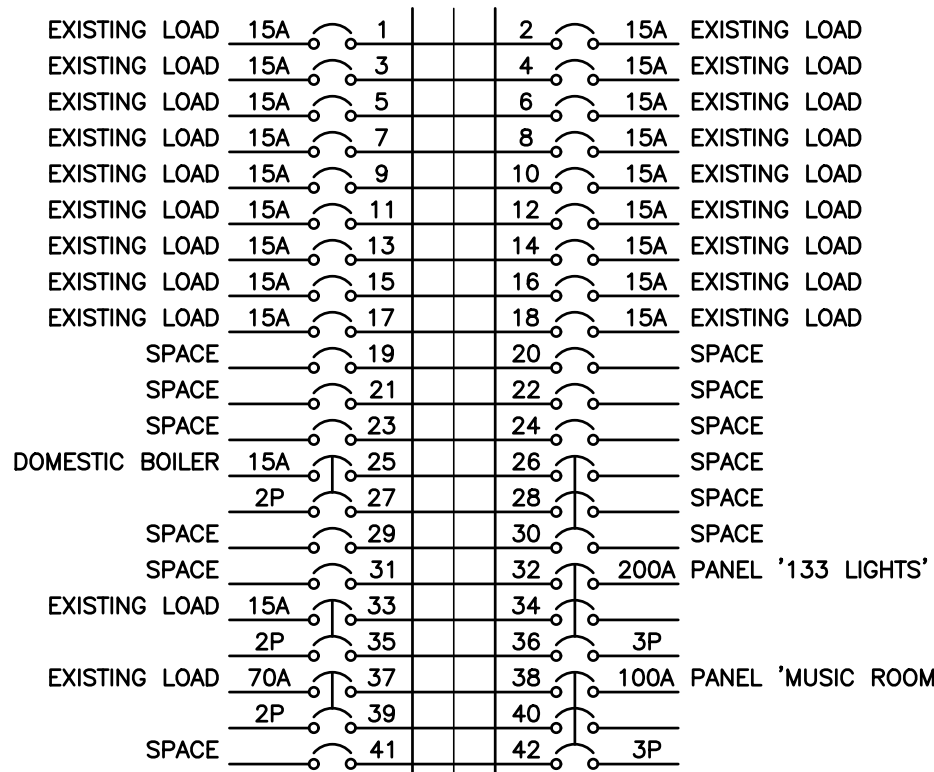 EXISTING LOAD 15A 1 2 15A EXISTING LOAD
EXISTING LOAD 15A 3 4 15A EXISTING LOAD
EXISTING LOAD 15A 5 6 15A EXISTING LOAD
EXISTING LOAD 15A 7 8 15A EXISTING LOAD
EXISTING LOAD 15A 9 10 15A EXISTING LOAD
EXISTING LOAD 15A 11 12 15A EXISTING LOAD
EXISTING LOAD 15A 13 14 15A EXISTING LOAD
EXISTING LOAD 15A 15 16 15A EXISTING LOAD
EXISTING LOAD 15A 17 18 15A EXISTING LOAD
SPACE 19 20 SPACE
SPACE 21 22 SPACE
SPACE 23 24 SPACE
DOMESTIC BOILER 15A 25 26 SPACE
2P 27 28 SPACE
SPACE 29 30 SPACE
SPACE 31 32 200A PANEL '133 LIGHTS'
EXISTING LOAD 15A 33 34
2P 35 36 3P
EXISTING LOAD 70A 37 38 100A PANEL 'MUSIC ROOM
2P 39 40
SPACE 41 42 3P